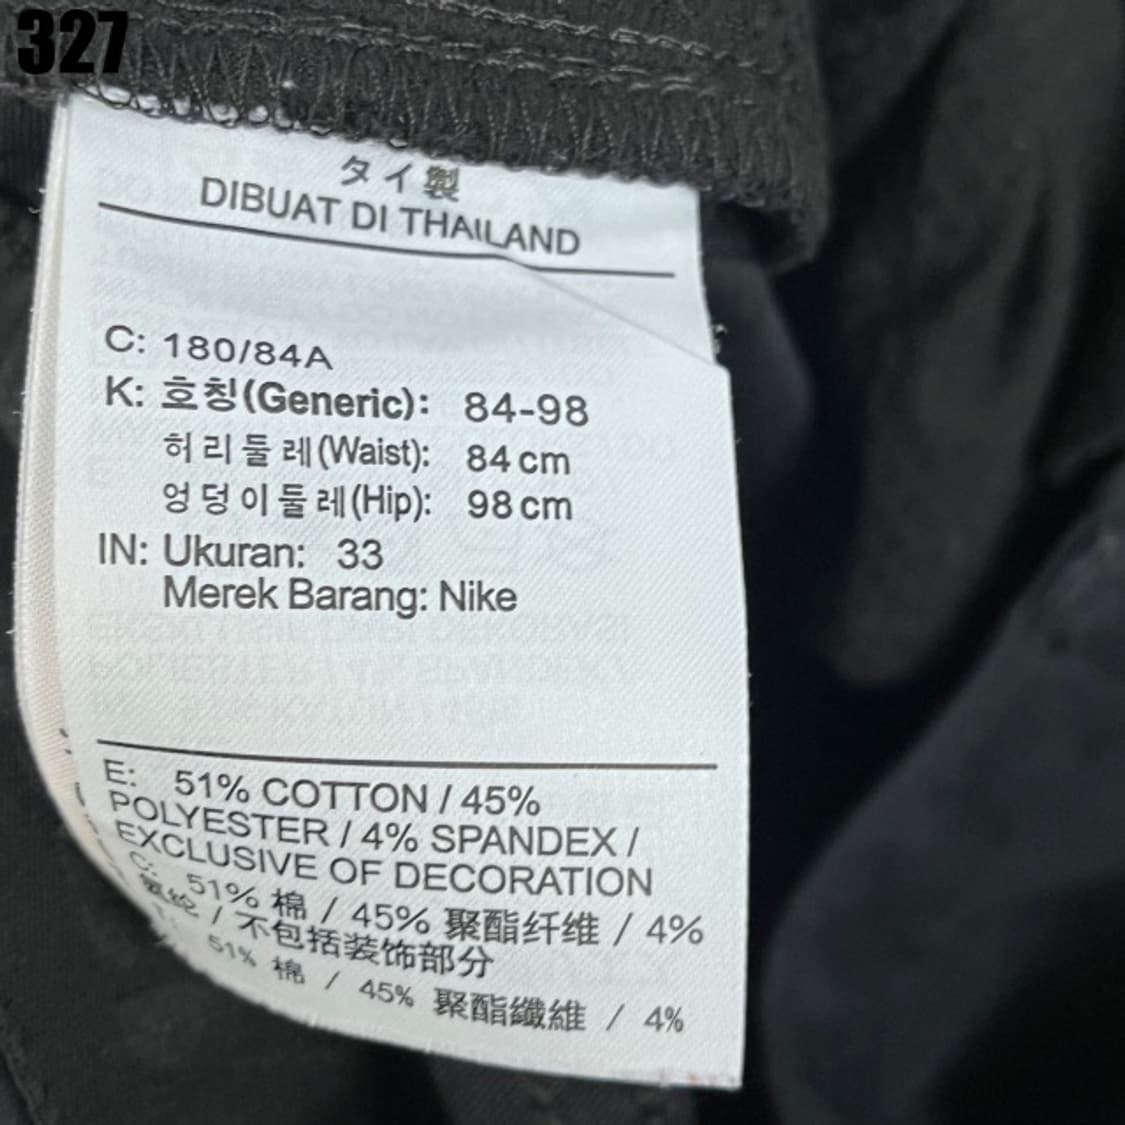 327
タイ製
DIBUAT DI THAILAND
C: 180/84A
K: 호칭(Generic): 84-98
허리둘레(Waist): 84 cm
엉덩이둘레(Hip): 98 cm
IN: Ukuran: 33
Merek Barang: Nike
E: 51% COTTON / 45%
POLYESTER / 4% SPANDEX /
EXCLUSIVE OF DECORATION
C: 51% 棉 / 45% 聚酯纤维 / 4%
氨纶 / 不包括装饰部分
51% 棉 / 45% 聚酯纖維 / 4%